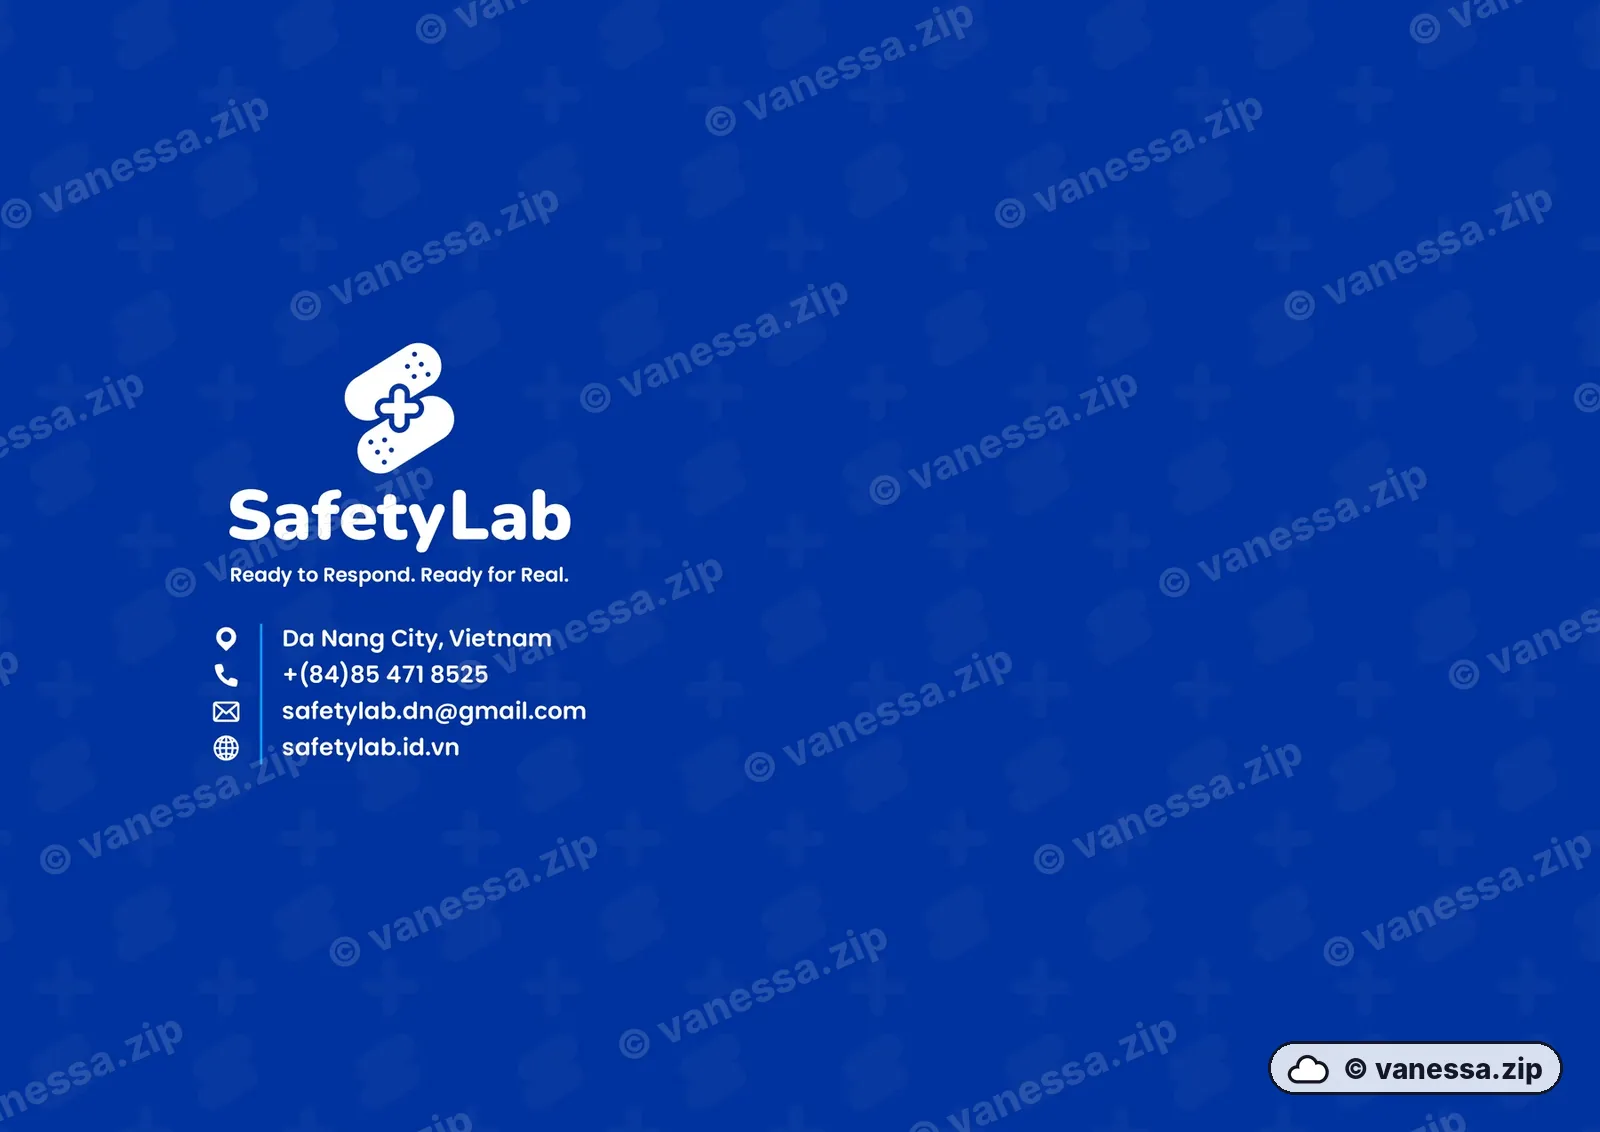 SafetyLab
Ready to Respond. Ready for Real.
Da Nang City, Vietnam
+(84)85 471 8525
safetylab.dn@gmail.com
safetylab.id.vn
© vanessa.zip